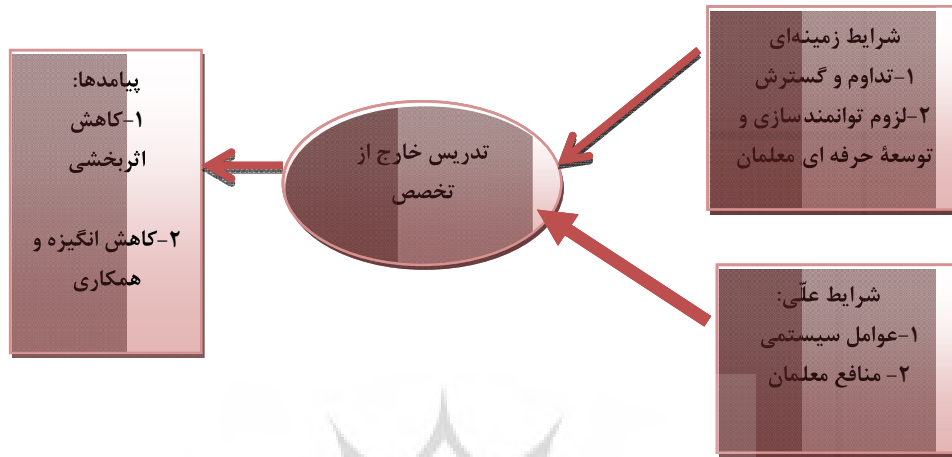 شرایط زمینه‌ای
۱-تداوم و گسترش
۲-لزوم توانمندسازی و
توسعهٔ حرفه ای معلمان
تدریس خارج از
تخصص
پیامدها:
۱-کاهش
اثربخشی
۲-کاهش انگیزه و
همکاری
شرایط علّی:
۱-عوامل سیستمی
۲- منافع معلمان